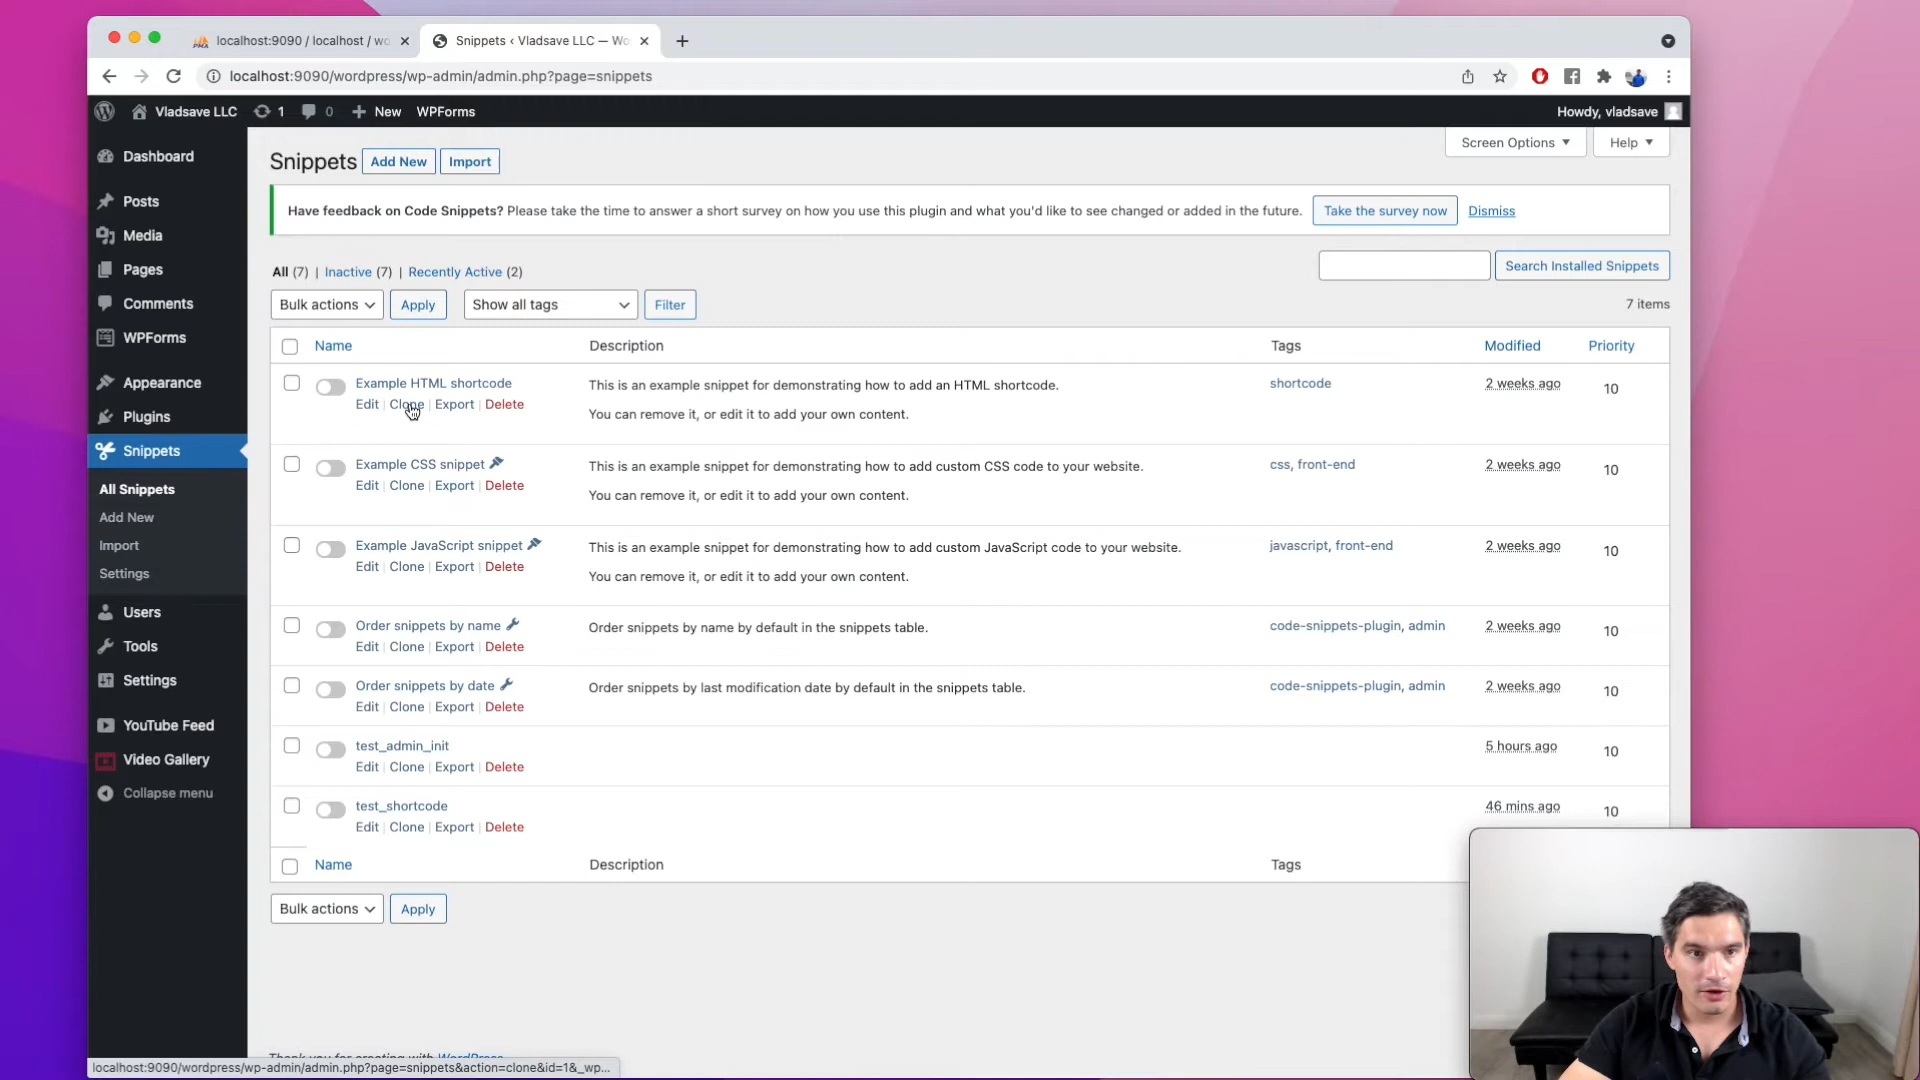 localhost:9090 / localhost / wo
Snippets ‹ Vladsave LLC — Wo
localhost:9090/wordpress/wp-admin/admin.php?page=snippets
Vladsave LLC 1 0 New WPForms Howdy, vladsave
Dashboard
Posts
Media
Pages
Comments
WPForms
Appearance
Plugins
Snippets
All Snippets
Add New
Import
Settings
Users
Tools
Settings
YouTube Feed
Video Gallery
Collapse menu
Screen Options Help
Snippets Add New Import
Have feedback on Code Snippets? Please take the time to answer a short survey on how you use this plugin and what you'd like to see changed or added in the future. Take the survey now Dismiss
All (7) | Inactive (7) | Recently Active (2) Search Installed Snippets
Bulk actions Apply Show all tags Filter 7 items
Name Description Tags Modified Priority
Example HTML shortcode This is an example snippet for demonstrating how to add an HTML shortcode. shortcode 2 weeks ago 10
Edit | Clone | Export | Delete You can remove it, or edit it to add your own content.
Example CSS snippet This is an example snippet for demonstrating how to add custom CSS code to your website. css, front-end 2 weeks ago 10
Edit | Clone | Export | Delete You can remove it, or edit it to add your own content.
Example JavaScript snippet This is an example snippet for demonstrating how to add custom JavaScript code to your website. javascript, front-end 2 weeks ago 10
Edit | Clone | Export | Delete You can remove it, or edit it to add your own content.
Order snippets by name Order snippets by name by default in the snippets table. code-snippets-plugin, admin 2 weeks ago 10
Edit | Clone | Export | Delete
Order snippets by date Order snippets by last modification date by default in the snippets table. code-snippets-plugin, admin 2 weeks ago 10
Edit | Clone | Export | Delete
test_admin_init 5 hours ago 10
Edit | Clone | Export | Delete
test_shortcode 46 mins ago 10
Edit | Clone | Export | Delete
Name Description Tags
Bulk actions Apply
Thank you for creating with WordPress
localhost:9090/wordpress/wp-admin/admin.php?page=snippets&action=clone&id=1&_wp...